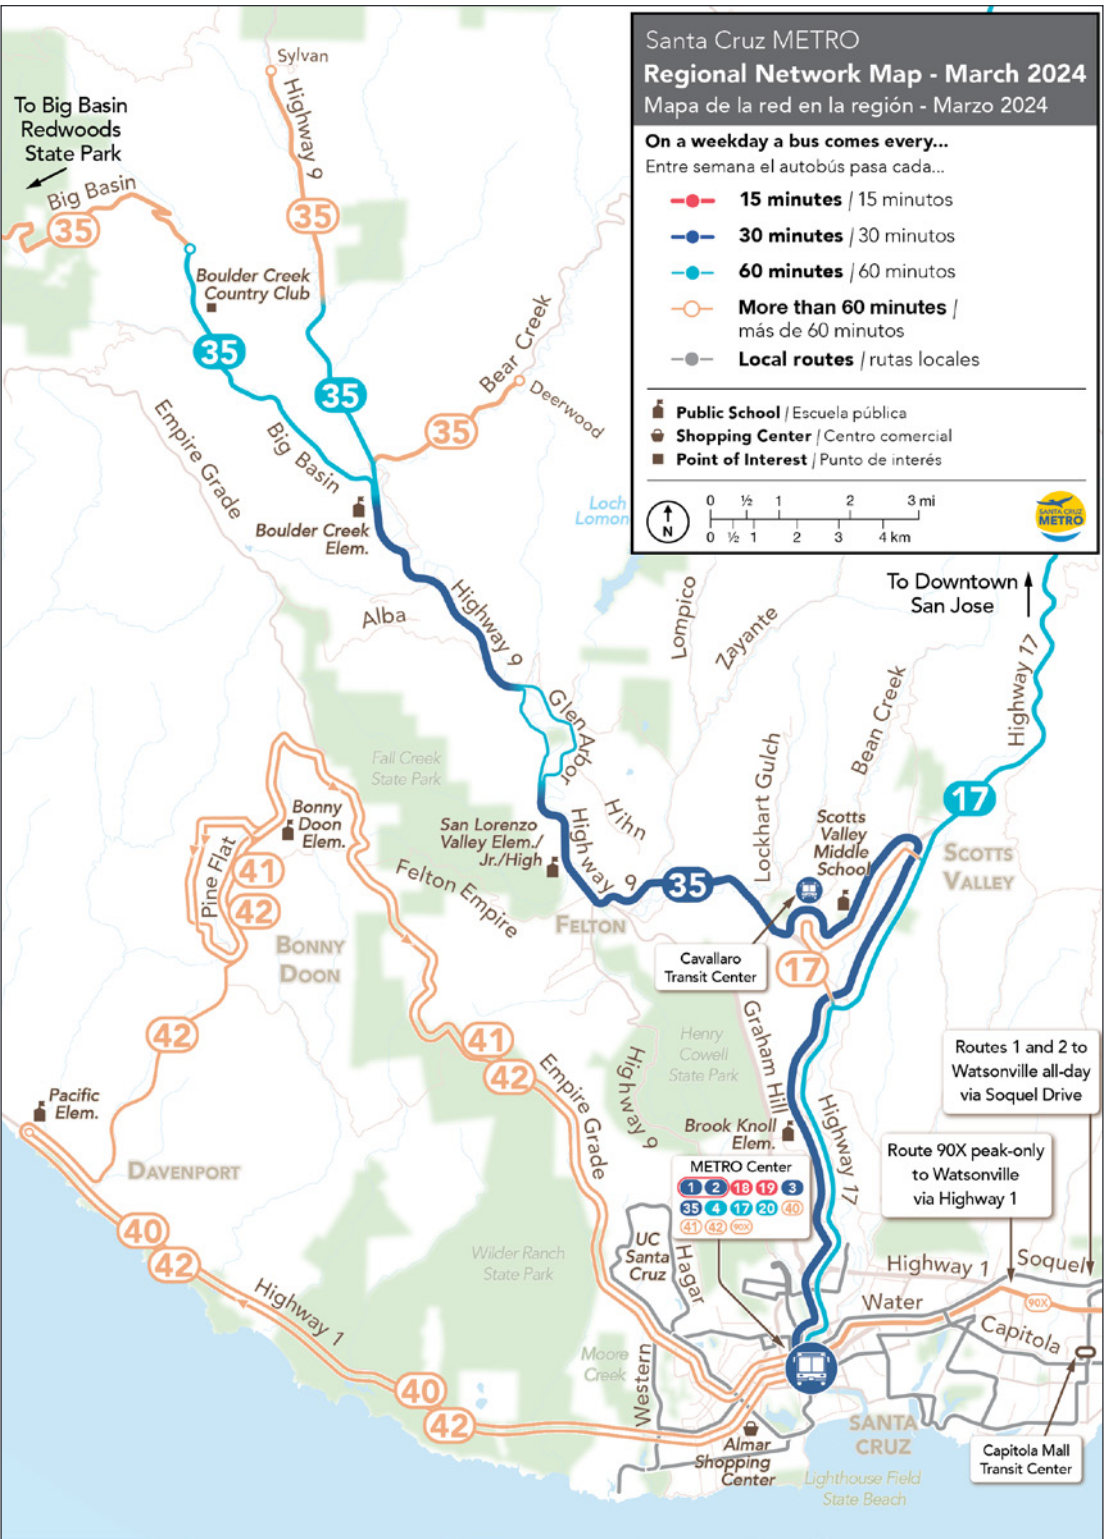 Santa Cruz METRO
Regional Network Map - March 2024
Mapa de la red en la región - Marzo 2024
On a weekday a bus comes every...
Entre semana el autobús pasa cada...
15 minutes / 15 minutos
30 minutes / 30 minutos
60 minutes / 60 minutos
More than 60 minutes /
más de 60 minutos
Local routes / rutas locales
Public School / Escuela pública
Shopping Center / Centro comercial
Point of Interest / Punto de interés
N
0 ½ 1 2 3 mi
0 ½ 1 2 3 4 km
SANTA CRUZ
METRO
Sylvan
Highway 9
To Big Basin
Redwoods
State Park
Big Basin
35
35
Boulder Creek
Country Club
35
35
Bear Creek
Deerwood
35
Empire Grade
Big Basin
Boulder Creek
Elem.
Loch
Lomon
To Downtown
San Jose
Highway 9
Alba
Lompico
Zayante
Highway 17
Bean Creek
Glen Arbor
Fall Creek
State Park
Lockhart Gulch
17
Bonny
Doon
Elem.
Hihn
San Lorenzo
Valley Elem./
Jr./High
Highway 9
Scotts
Valley
Middle
School
SCOTTS
VALLEY
Pine Flat
41
42
Felton Empire
35
FELTON
BONNY
DOON
Cavallaro
Transit Center
17
42
41
42
Empire Grade
Highway 9
Henry
Cowell
State Park
Graham Hill
Routes 1 and 2 to
Watsonville all-day
via Soquel Drive
Pacific
Elem.
Brook Knoll
Elem.
Highway 17
Route 90X peak-only
to Watsonville
via Highway 1
DAVENPORT
METRO Center
1 2 18 19 3
35 4 17 20 40
41 42 90X
40
42
Wilder Ranch
State Park
UC
Santa
Cruz
Hagar
Highway 1
Soquel
Highway 1
Water
90X
Capitola
Moore
Creek
Western
40
42
SANTA
CRUZ
Almar
Shopping
Center
Capitola Mall
Transit Center
Lighthouse Field
State Beach